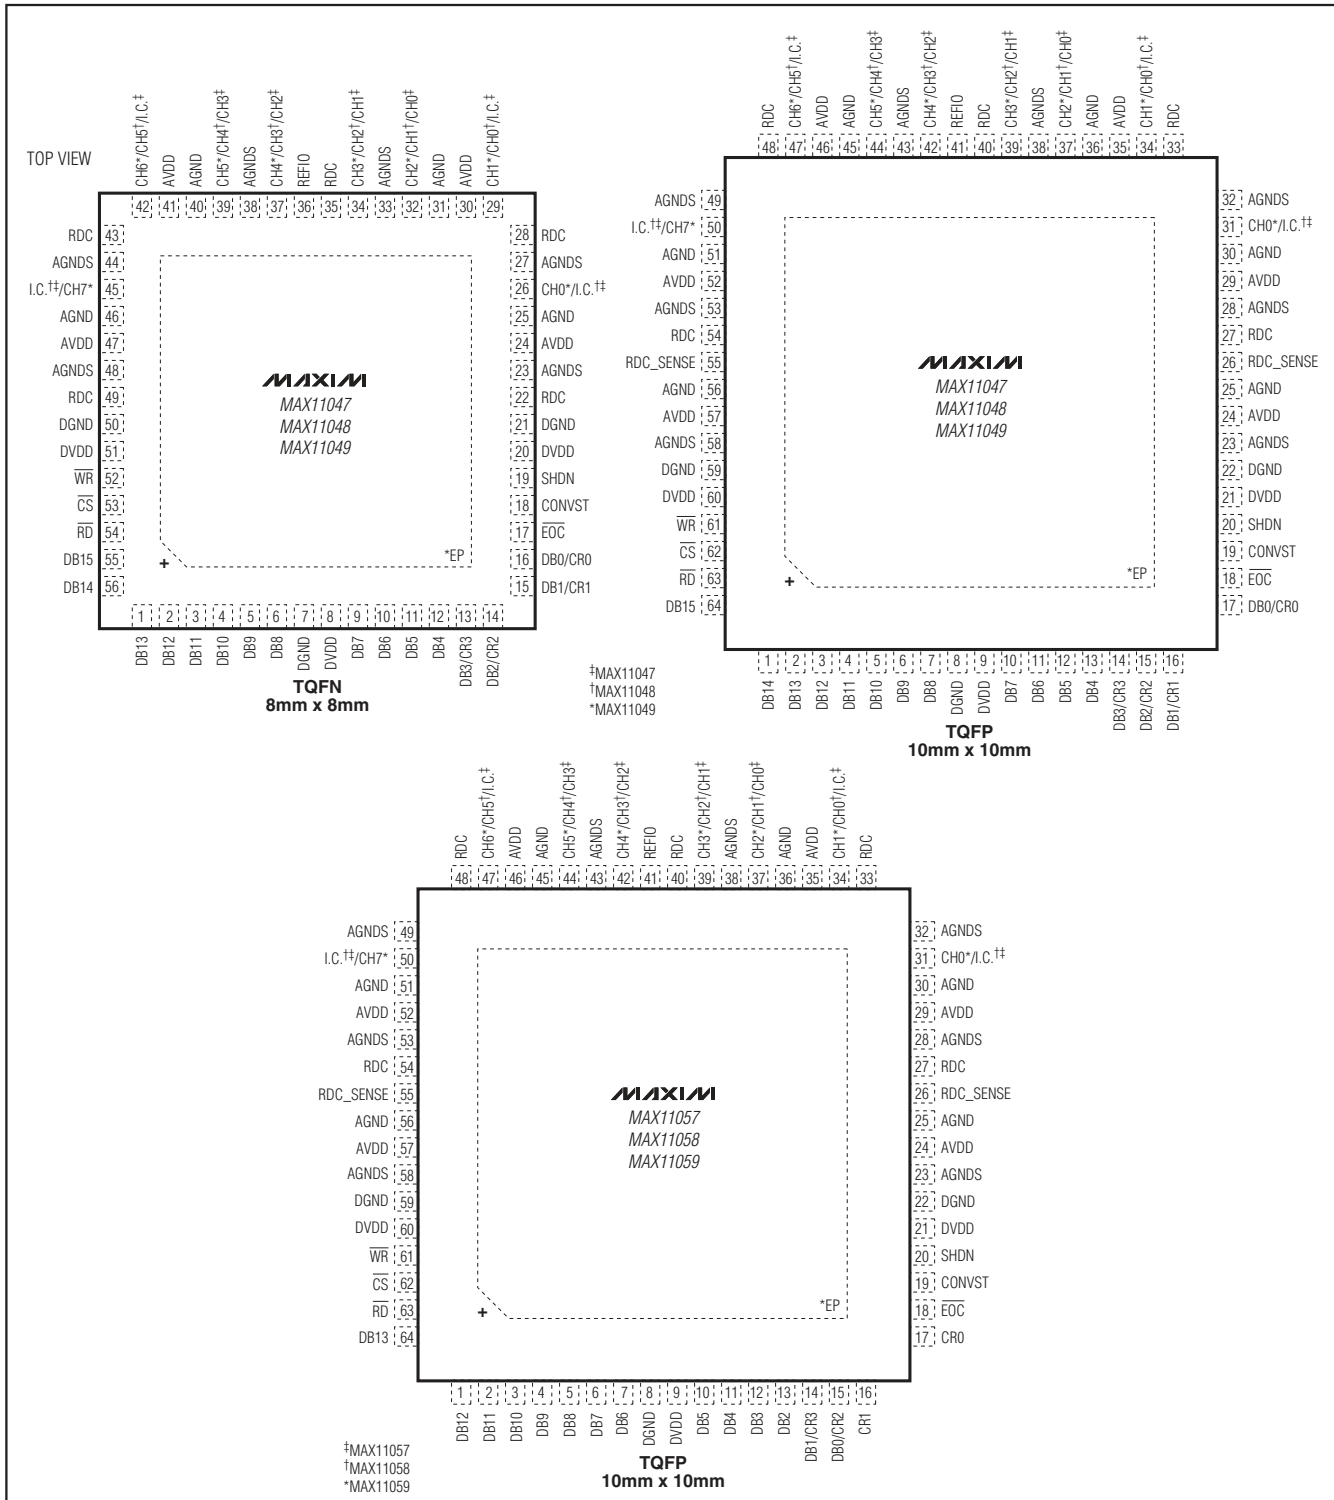 TOP VIEW
CH6*/CH5†/I.C.‡
AVDD
AGND
CH5*/CH4†/CH3‡
AGNDS
CH4*/CH3†/CH2‡
REFIO
RDC
CH3*/CH2†/CH1‡
AGNDS
CH2*/CH1†/CH0‡
AGND
AVDD
CH1*/CH0†/I.C.‡
42 41 40 39 38 37 36 35 34 33 32 31 30 29
RDC 43
AGNDS 44
I.C.†‡/CH7* 45
AGND 46
AVDD 47
AGNDS 48
RDC 49
DGND 50
DVDD 51
WR 52
CS 53
RD 54
DB15 55
DB14 56
28 RDC
27 AGNDS
26 CH0*/I.C.†‡
25 AGND
24 AVDD
23 AGNDS
22 RDC
21 DGND
20 DVDD
19 SHDN
18 CONVST
17 EOC
16 DB0/CR0
15 DB1/CR1
MAXIM
MAX11047
MAX11048
MAX11049
*EP
+
1 2 3 4 5 6 7 8 9 10 11 12 13 14
DB13
DB12
DB11
DB10
DB9
DB8
DGND
DVDD
DB7
DB6
DB5
DB4
DB3/CR3
DB2/CR2
TQFN
8mm x 8mm
‡MAX11047
†MAX11048
*MAX11049
RDC
CH6*/CH5†/I.C.‡
AVDD
AGND
CH5*/CH4†/CH3‡
AGNDS
CH4*/CH3†/CH2‡
REFIO
RDC
CH3*/CH2†/CH1‡
AGNDS
CH2*/CH1†/CH0‡
AGND
AVDD
CH1*/CH0†/I.C.‡
RDC
48 47 46 45 44 43 42 41 40 39 38 37 36 35 34 33
AGNDS 49
I.C.†‡/CH7* 50
AGND 51
AVDD 52
AGNDS 53
RDC 54
RDC_SENSE 55
AGND 56
AVDD 57
AGNDS 58
DGND 59
DVDD 60
WR 61
CS 62
RD 63
DB15 64
32 AGNDS
31 CH0*/I.C.†‡
30 AGND
29 AVDD
28 AGNDS
27 RDC
26 RDC_SENSE
25 AGND
24 AVDD
23 AGNDS
22 DGND
21 DVDD
20 SHDN
19 CONVST
18 EOC
17 DB0/CR0
MAXIM
MAX11047
MAX11048
MAX11049
*EP
+
1 2 3 4 5 6 7 8 9 10 11 12 13 14 15 16
DB14
DB13
DB12
DB11
DB10
DB9
DB8
DGND
DVDD
DB7
DB6
DB5
DB4
DB3/CR3
DB2/CR2
DB1/CR1
TQFP
10mm x 10mm
RDC
CH6*/CH5†/I.C.‡
AVDD
AGND
CH5*/CH4†/CH3‡
AGNDS
CH4*/CH3†/CH2‡
REFIO
RDC
CH3*/CH2†/CH1‡
AGNDS
CH2*/CH1†/CH0‡
AGND
AVDD
CH1*/CH0†/I.C.‡
RDC
48 47 46 45 44 43 42 41 40 39 38 37 36 35 34 33
AGNDS 49
I.C.†‡/CH7* 50
AGND 51
AVDD 52
AGNDS 53
RDC 54
RDC_SENSE 55
AGND 56
AVDD 57
AGNDS 58
DGND 59
DVDD 60
WR 61
CS 62
RD 63
DB13 64
32 AGNDS
31 CH0*/I.C.†‡
30 AGND
29 AVDD
28 AGNDS
27 RDC
26 RDC_SENSE
25 AGND
24 AVDD
23 AGNDS
22 DGND
21 DVDD
20 SHDN
19 CONVST
18 EOC
17 CR0
MAXIM
MAX11057
MAX11058
MAX11059
*EP
+
1 2 3 4 5 6 7 8 9 10 11 12 13 14 15 16
DB12
DB11
DB10
DB9
DB8
DB7
DB6
DGND
DVDD
DB5
DB4
DB3
DB2
DB1/CR3
DB0/CR2
CR1
‡MAX11057
†MAX11058
*MAX11059
TQFP
10mm x 10mm